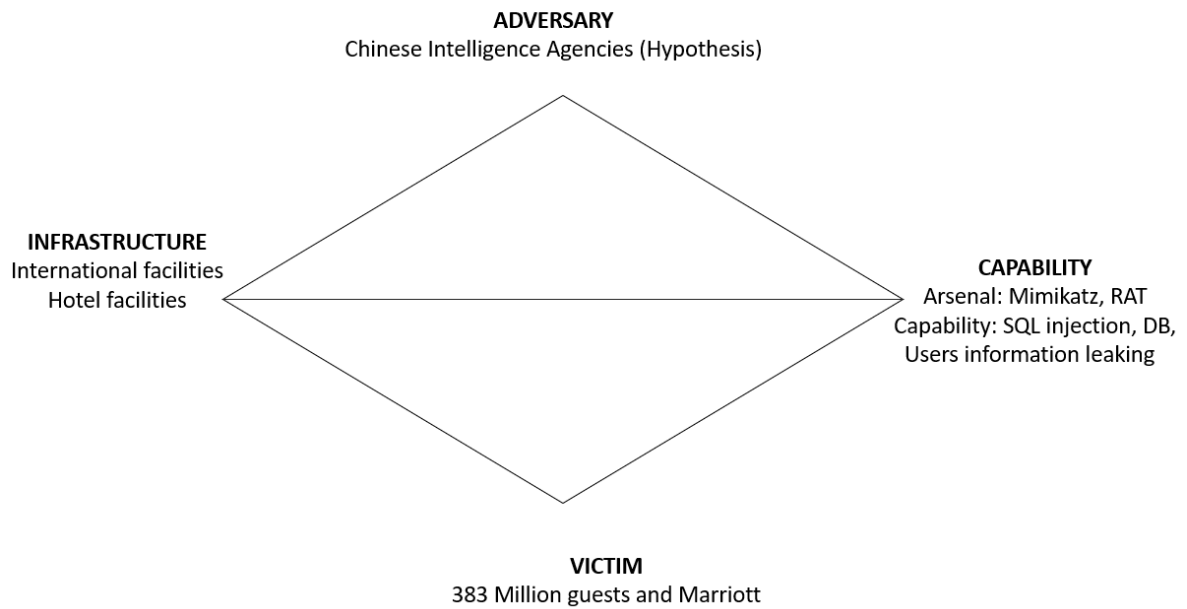 ADVERSARY
Chinese Intelligence Agencies (Hypothesis)
INFRASTRUCTURE
International facilities
Hotel facilities
CAPABILITY
Arsenal: Mimikatz, RAT
Capability: SQL injection, DB,
Users information leaking
VICTIM
383 Million guests and Marriott